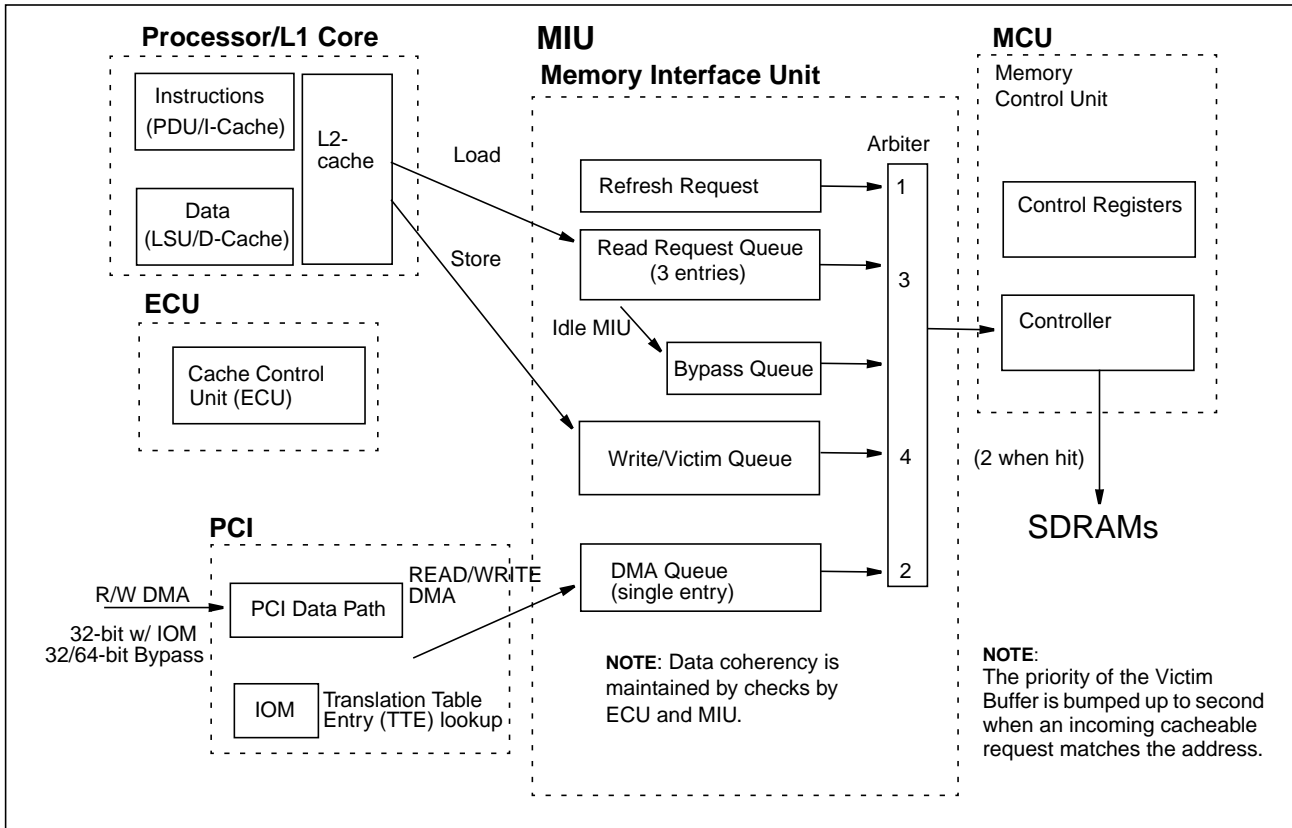 Processor/L1 Core
Instructions
(PDU/I-Cache)
L2-
cache
Data
(LSU/D-Cache)
ECU
Cache Control
Unit (ECU)
PCI
R/W DMA
32-bit w/ IOM
32/64-bit Bypass
PCI Data Path
READ/WRITE
DMA
IOM
Translation Table
Entry (TTE) lookup
Load
Store
MIU
Memory Interface Unit
Arbiter
Refresh Request
1
Read Request Queue
(3 entries)
3
Idle MIU
Bypass Queue
Write/Victim Queue
4
DMA Queue
(single entry)
2
NOTE: Data coherency is
maintained by checks by
ECU and MIU.
MCU
Memory
Control Unit
Control Registers
Controller
(2 when hit)
SDRAMs
NOTE:
The priority of the Victim
Buffer is bumped up to second
when an incoming cacheable
request matches the address.